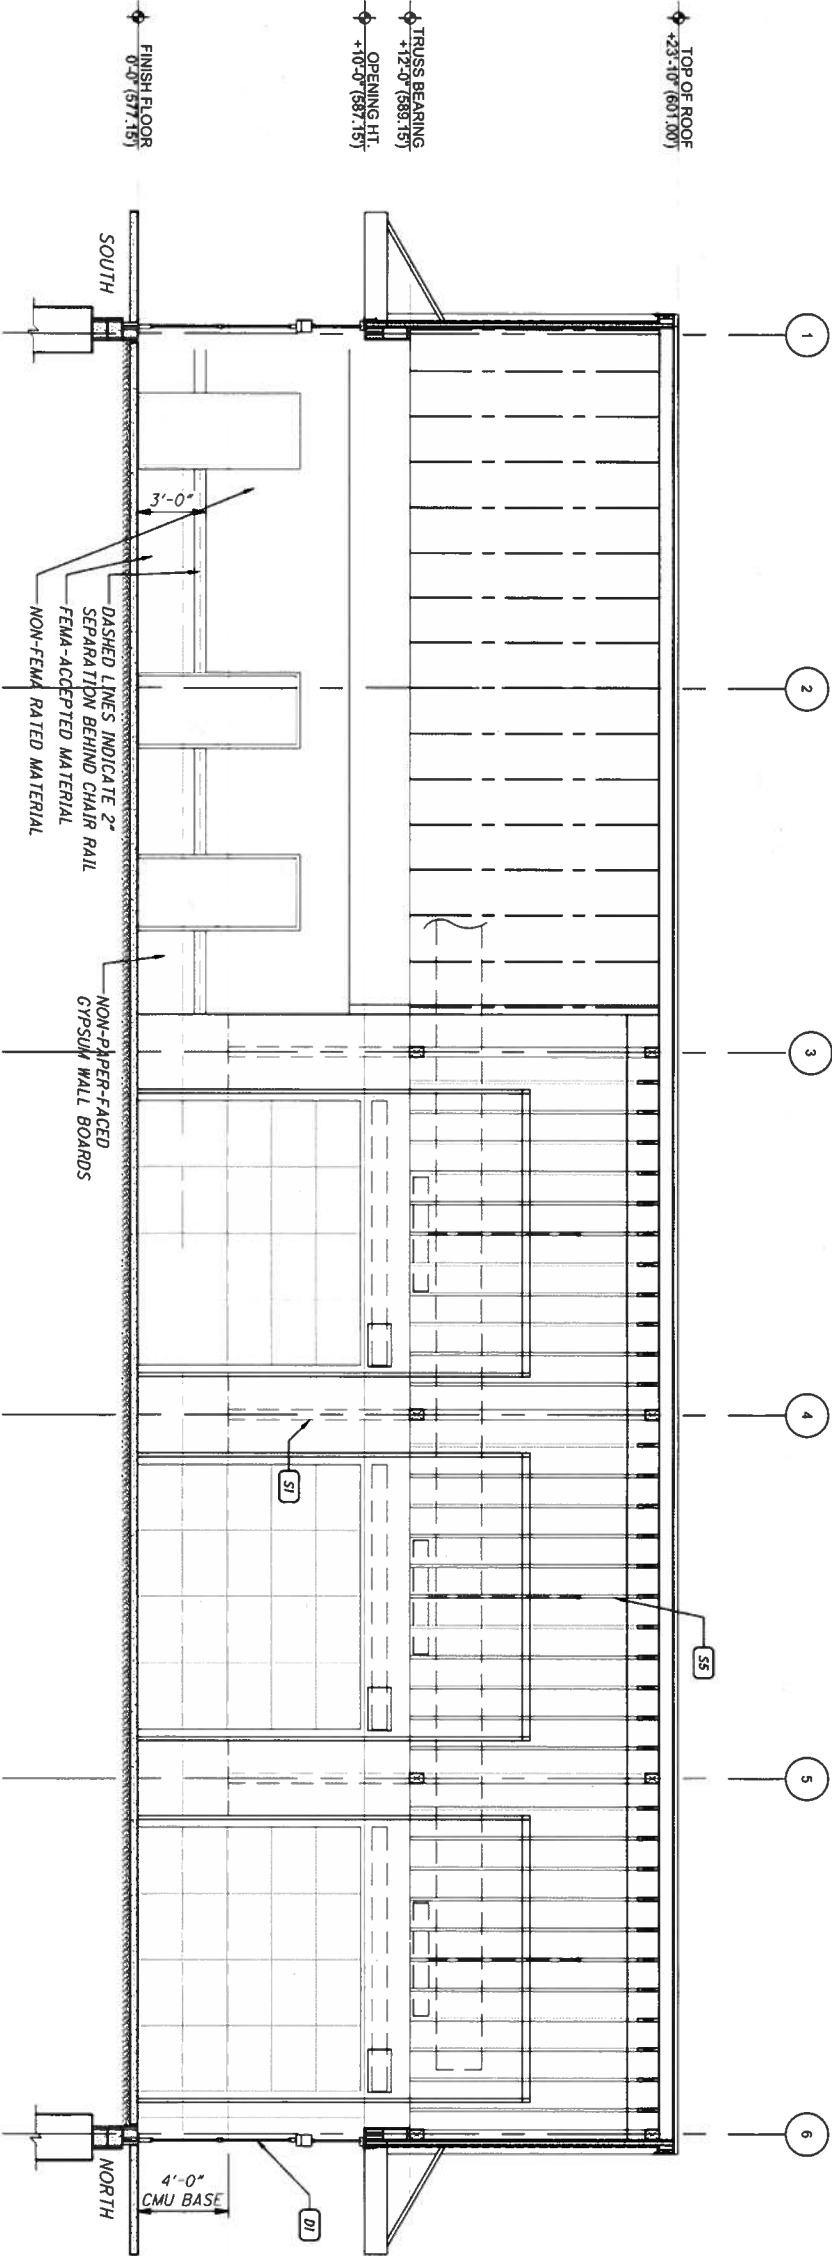 TOP OF ROOF
+23'-10" (601.00')
TRUSS BEARING
+12'-0" (589.15')
OPENING HT.
+10'-0" (587.15')
FINISH FLOOR
0'-0" (577.15')
1
2
3
4
5
6
SOUTH
3'-0"
DASHED LINES INDICATE 2"
SEPARATION BEHIND CHAIR RAIL
FEMA-ACCEPTED MATERIAL
NON-FEMA RATED MATERIAL
NON-PAPER-FACED
GYPSUM WALL BOARDS
S1
S5
D1
4'-0"
CMU BASE
NORTH